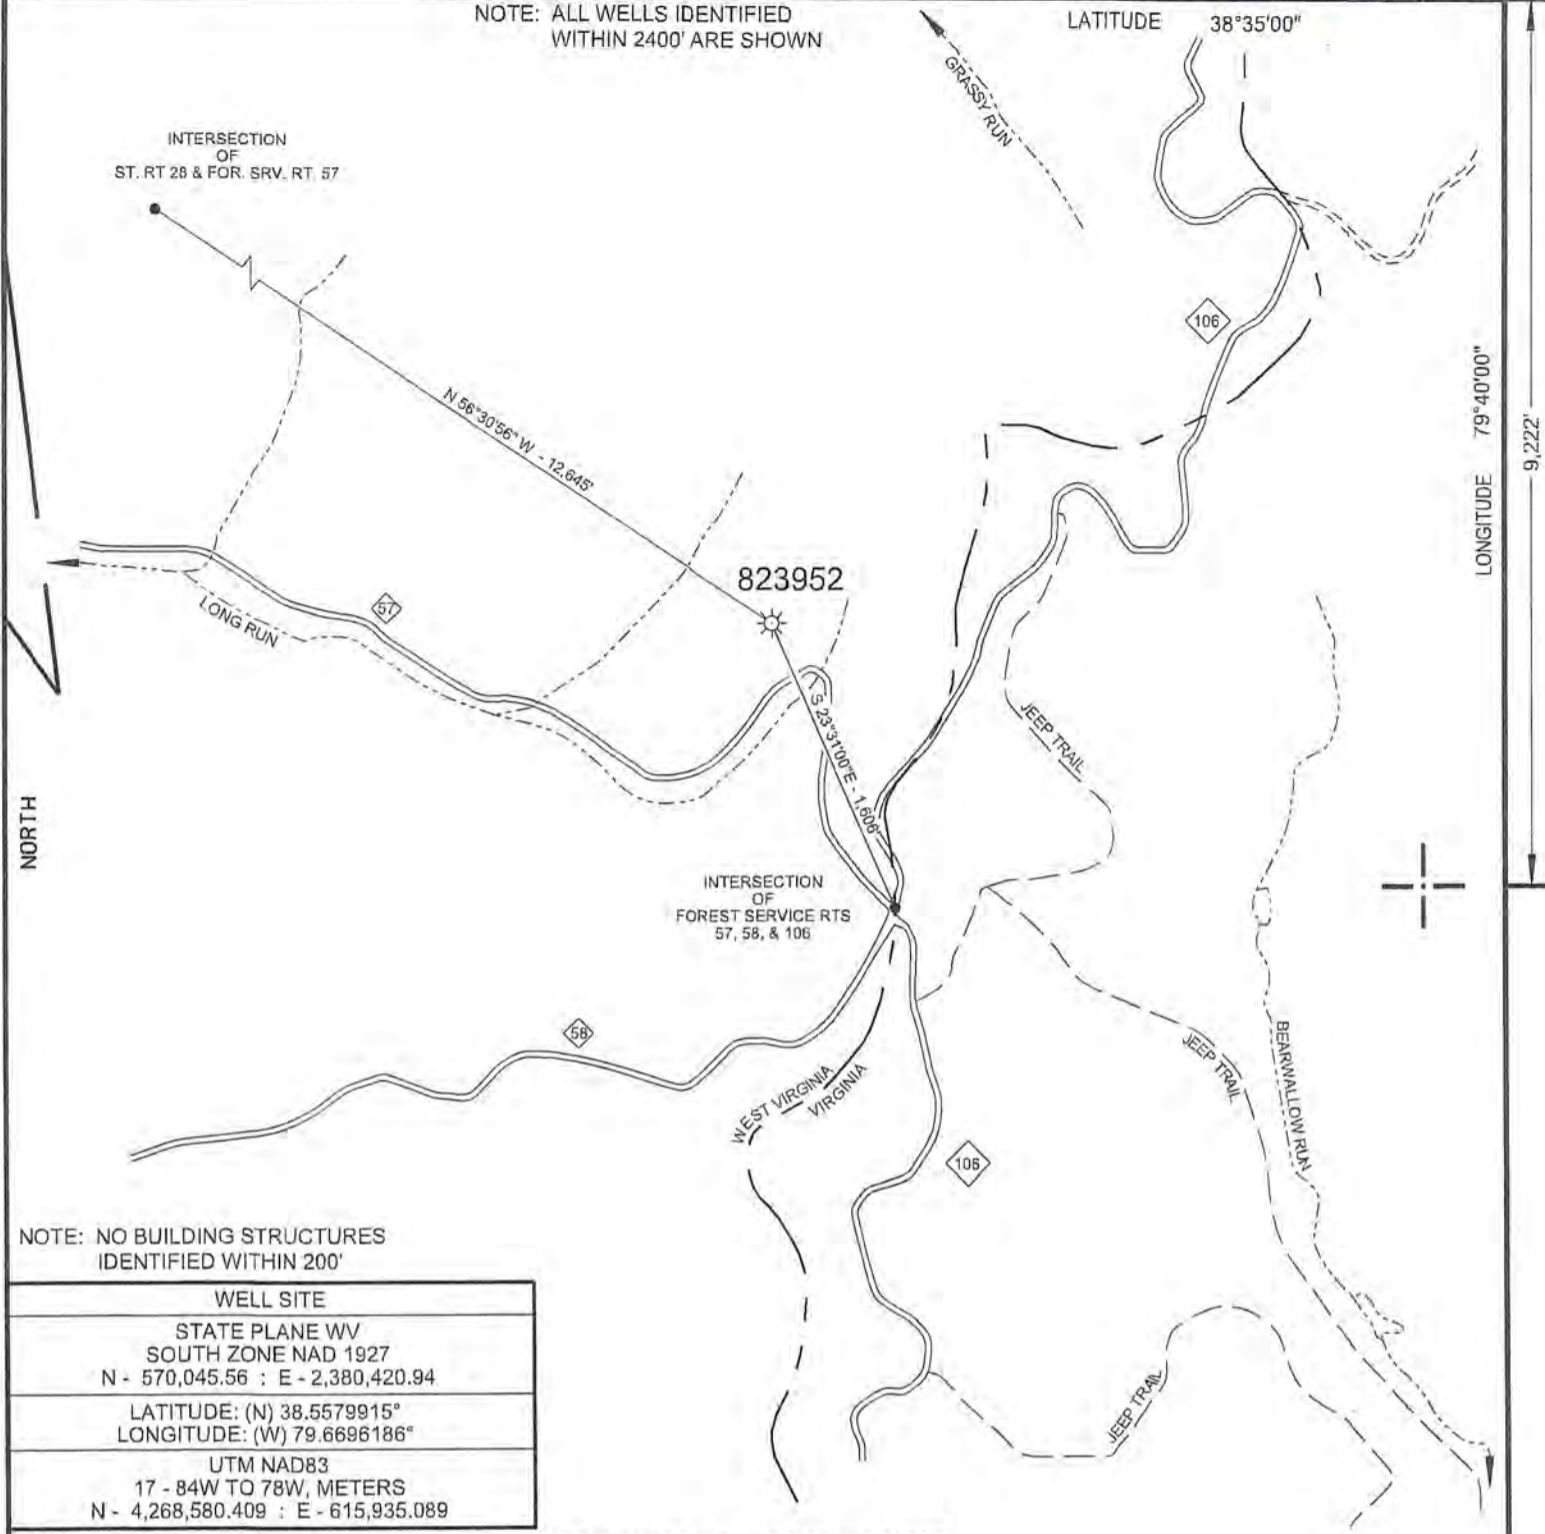 NOTE: ALL WELLS IDENTIFIED
WITHIN 2400' ARE SHOWN
LATITUDE 38°35'00"
GRASSY RUN
INTERSECTION
OF
ST. RT 28 & FOR. SRV. RT. 57
106
LONGITUDE 79°40'00"
9,222'
N 56°30'56" W - 12,645'
823952
57
LONG RUN
S 23°31'00"E - 1,606'
JEEP TRAIL
NORTH
INTERSECTION
OF
FOREST SERVICE RTS
57, 58, & 106
58
JEEP TRAIL
BEARWALLOW RUN
WEST VIRGINIA
VIRGINIA
106
NOTE: NO BUILDING STRUCTURES
IDENTIFIED WITHIN 200'
WELL SITE
STATE PLANE WV
SOUTH ZONE NAD 1927
N - 570,045.56 : E - 2,380,420.94
LATITUDE: (N) 38.5579915°
LONGITUDE: (W) 79.6696186°
UTM NAD83
17 - 84W TO 78W, METERS
N - 4,268,580.409 : E - 615,935.089
JEEP TRAIL